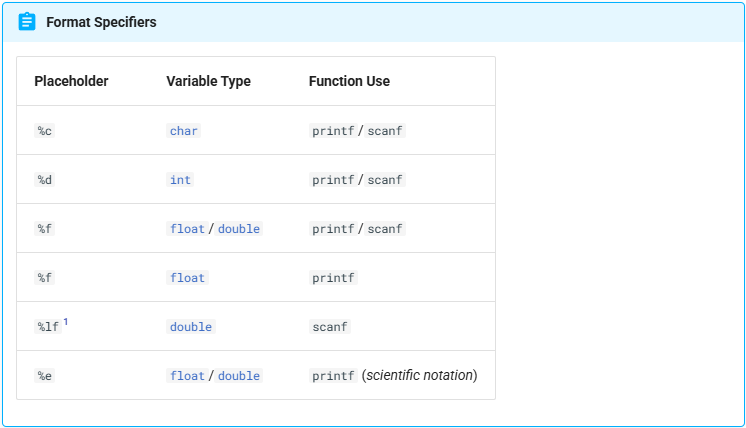 Format Specifiers
Placeholder Variable Type Function Use
%c char printf / scanf
%d int printf / scanf
%f float / double printf / scanf
%f float printf
%lf 1 double scanf
%e float / double printf (scientific notation)